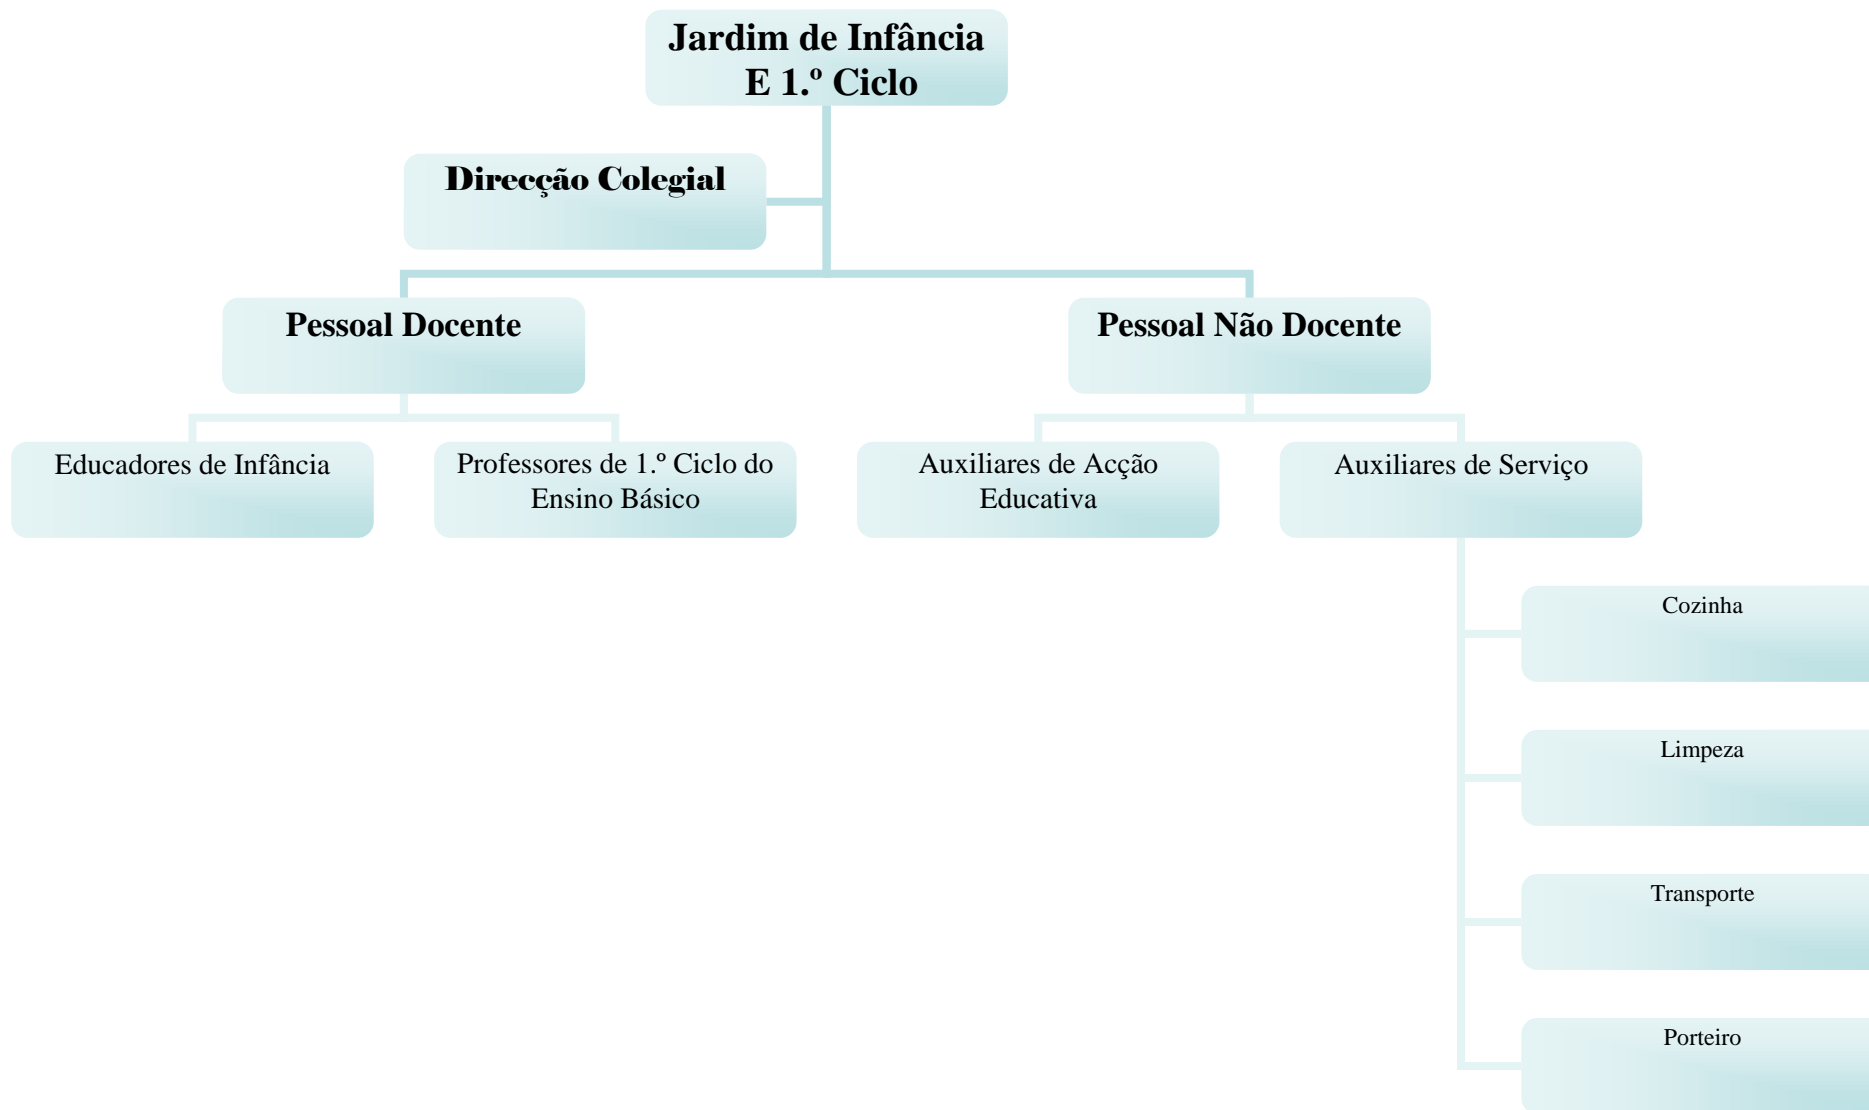 Jardim de Infância
E 1.º Ciclo
Direcção Colegial
Pessoal Docente
Pessoal Não Docente
Educadores de Infância
Professores de 1.º Ciclo do
Ensino Básico
Auxiliares de Acção
Educativa
Auxiliares de Serviço
Cozinha
Limpeza
Transporte
Porteiro